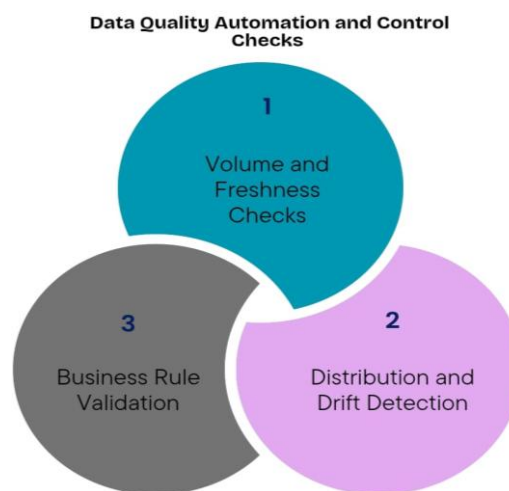 Data Quality Automation and Control
Checks
1
Volume and
Freshness
Checks
2
Distribution and
Drift Detection
3
Business Rule
Validation